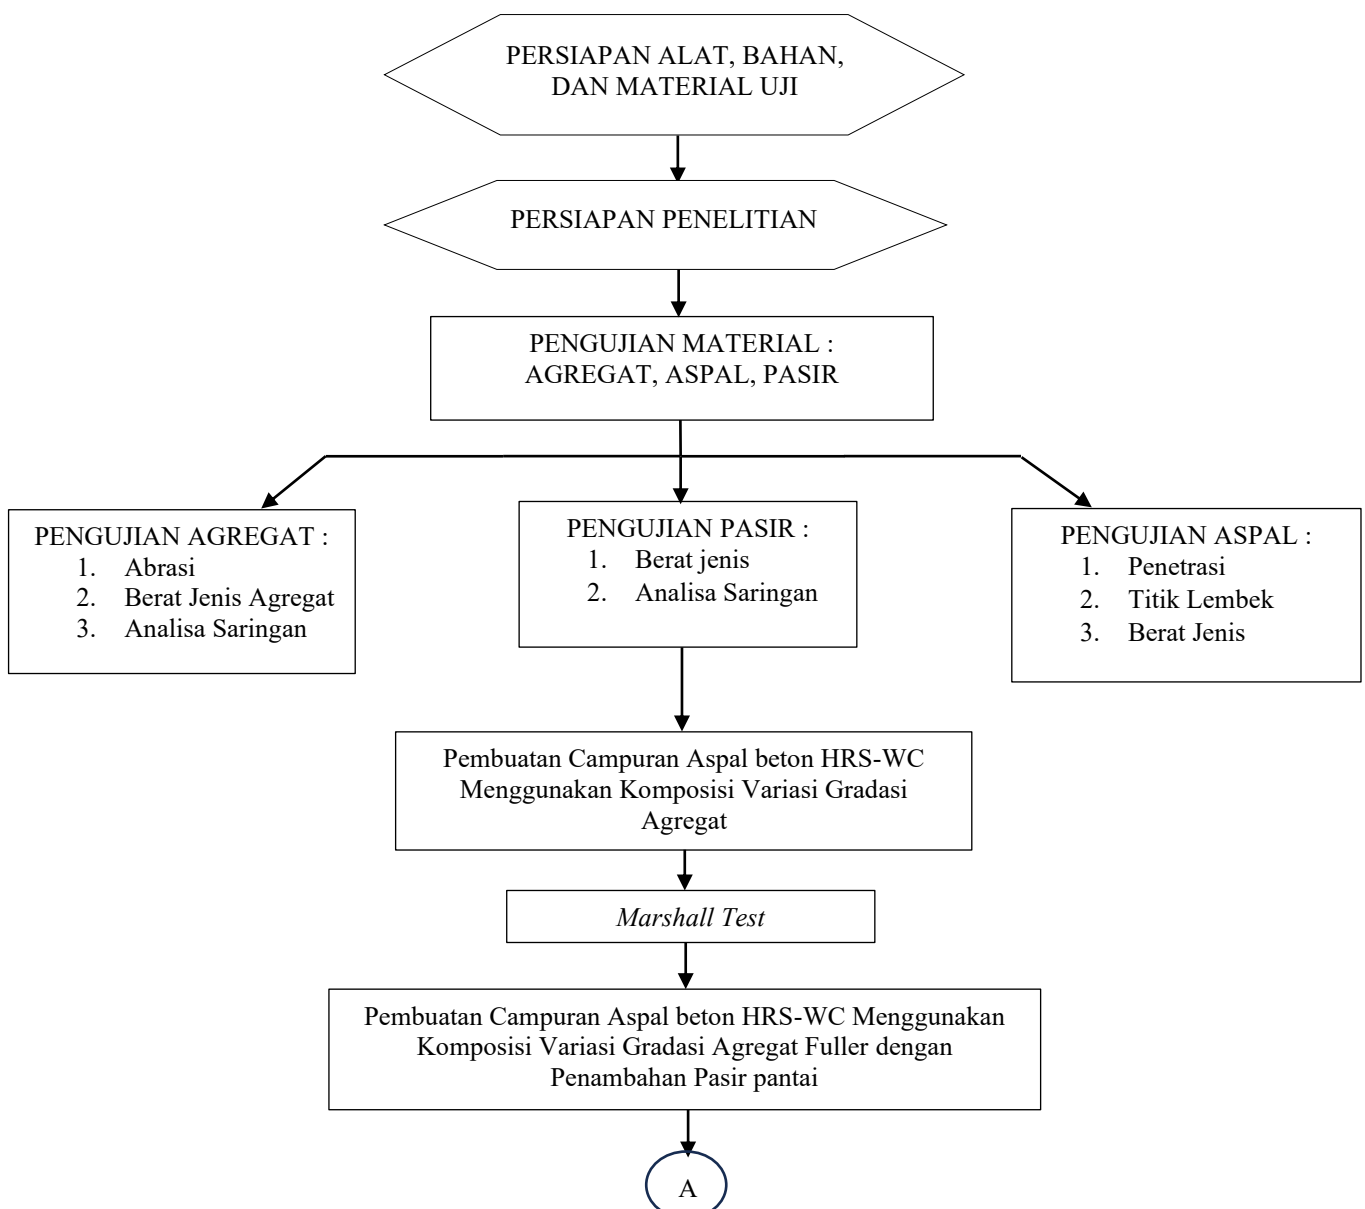 PERSIAPAN ALAT, BAHAN,
DAN MATERIAL UJI
PERSIAPAN PENELITIAN
PENGUJIAN MATERIAL :
AGREGAT, ASPAL, PASIR
PENGUJIAN AGREGAT :
1. Abrasi
2. Berat Jenis Agregat
3. Analisa Saringan
PENGUJIAN PASIR :
1. Berat jenis
2. Analisa Saringan
PENGUJIAN ASPAL :
1. Penetrasi
2. Titik Lembek
3. Berat Jenis
Pembuatan Campuran Aspal beton HRS-WC
Menggunakan Komposisi Variasi Gradasi
Agregat
Marshall Test
Pembuatan Campuran Aspal beton HRS-WC Menggunakan
Komposisi Variasi Gradasi Agregat Fuller dengan
Penambahan Pasir pantai
A